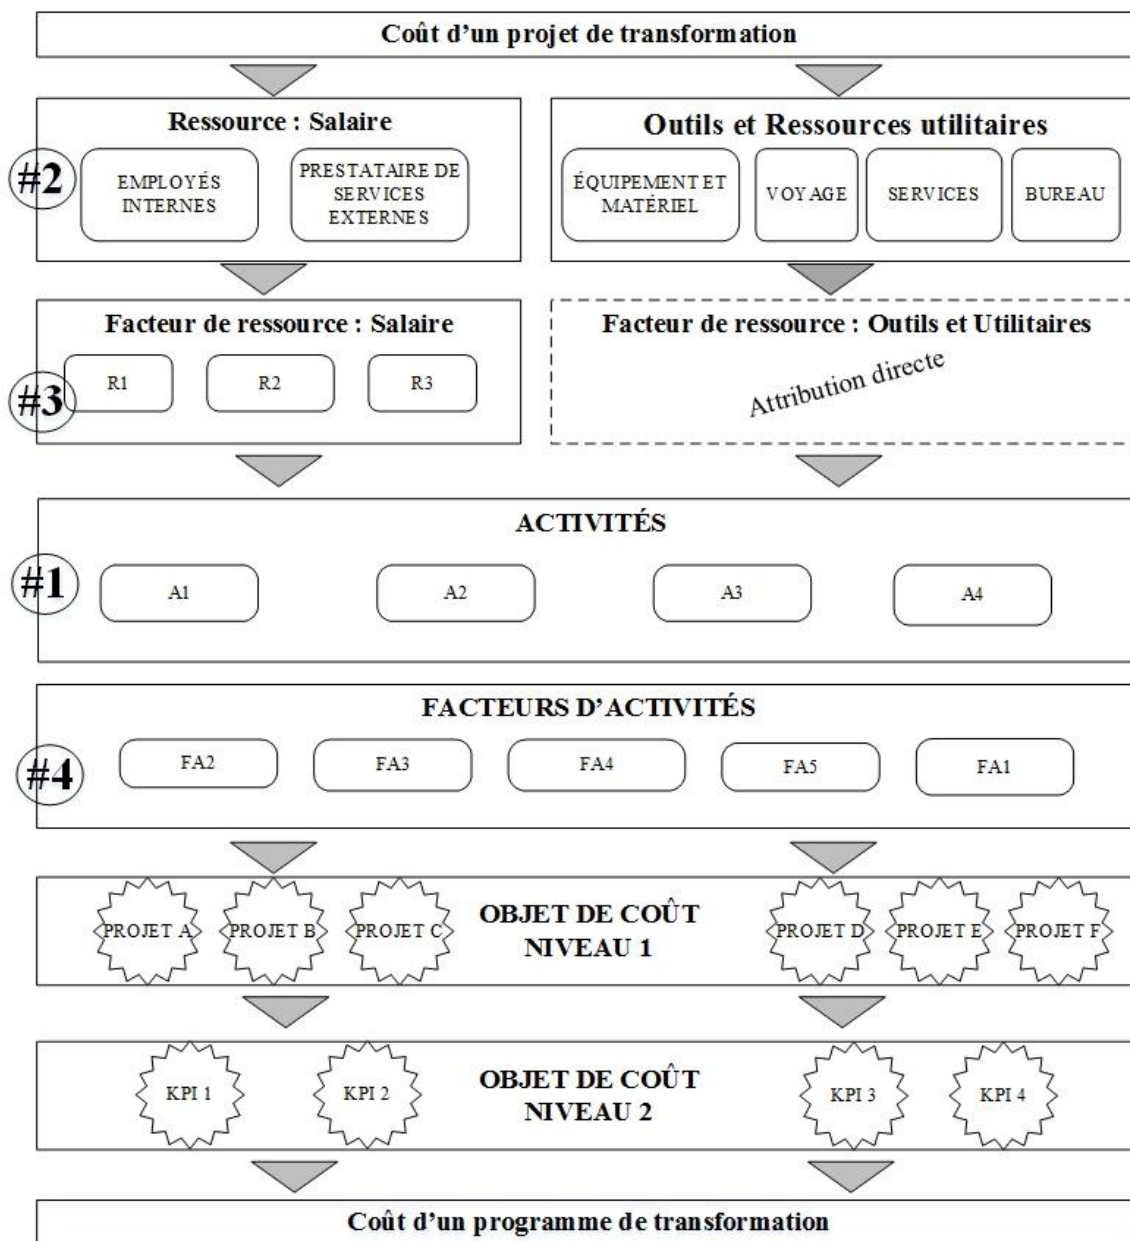 Coût d’un projet de transformation
Ressource : Salaire
Outils et Ressources utilitaires
#2
EMPLOYÉS
INTERNES
PRESTATAIRE DE
SERVICES
EXTERNES
ÉQUIPEMENT ET
MATÉRIEL
VOYAGE
SERVICES
BUREAU
Facteur de ressource : Salaire
Facteur de ressource : Outils et Utilitaires
#3
R1
R2
R3
Attribution directe
ACTIVITÉS
#1
A1
A2
A3
A4
FACTEURS D’ACTIVITÉS
#4
FA2
FA3
FA4
FA5
FA1
PROJET A
PROJET B
PROJET C
OBJET DE COÛT
NIVEAU 1
PROJET D
PROJET E
PROJET F
KPI 1
KPI 2
OBJET DE COÛT
NIVEAU 2
KPI 3
KPI 4
Coût d’un programme de transformation